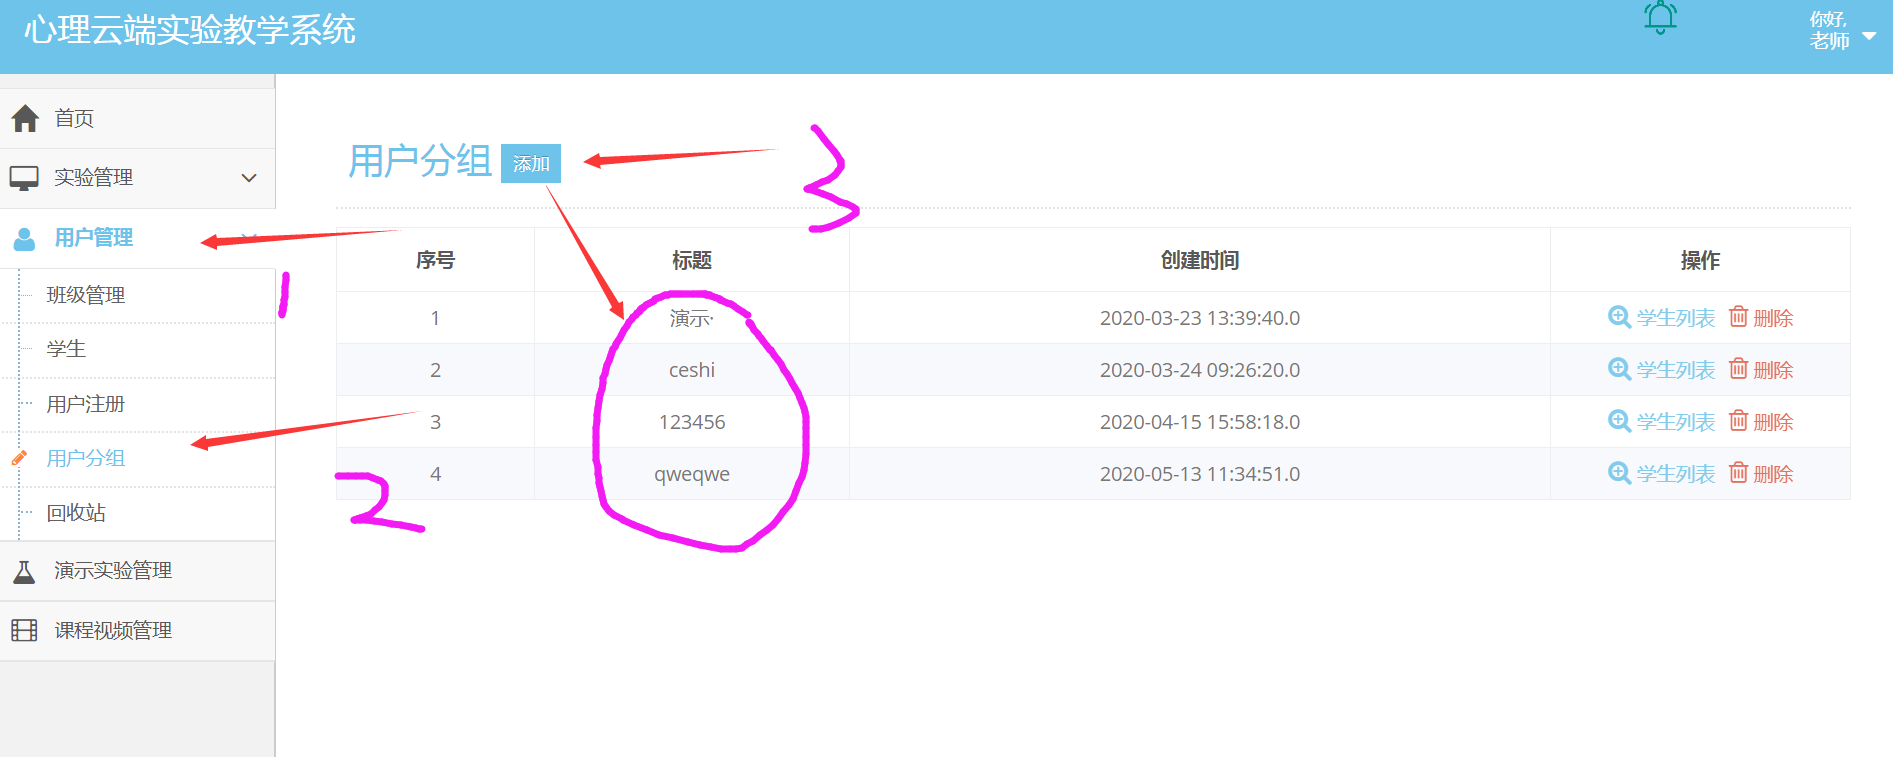 心理云端实验教学系统
你好,
老师
首页
实验管理
用户管理
班级管理
学生
用户注册
用户分组
回收站
演示实验管理
课程视频管理
用户分组 添加
序号 标题 创建时间 操作
1 演示· 2020-03-23 13:39:40.0 学生列表 删除
2 ceshi 2020-03-24 09:26:20.0 学生列表 删除
3 123456 2020-04-15 15:58:18.0 学生列表 删除
4 qweqwe 2020-05-13 11:34:51.0 学生列表 删除
1
2
3